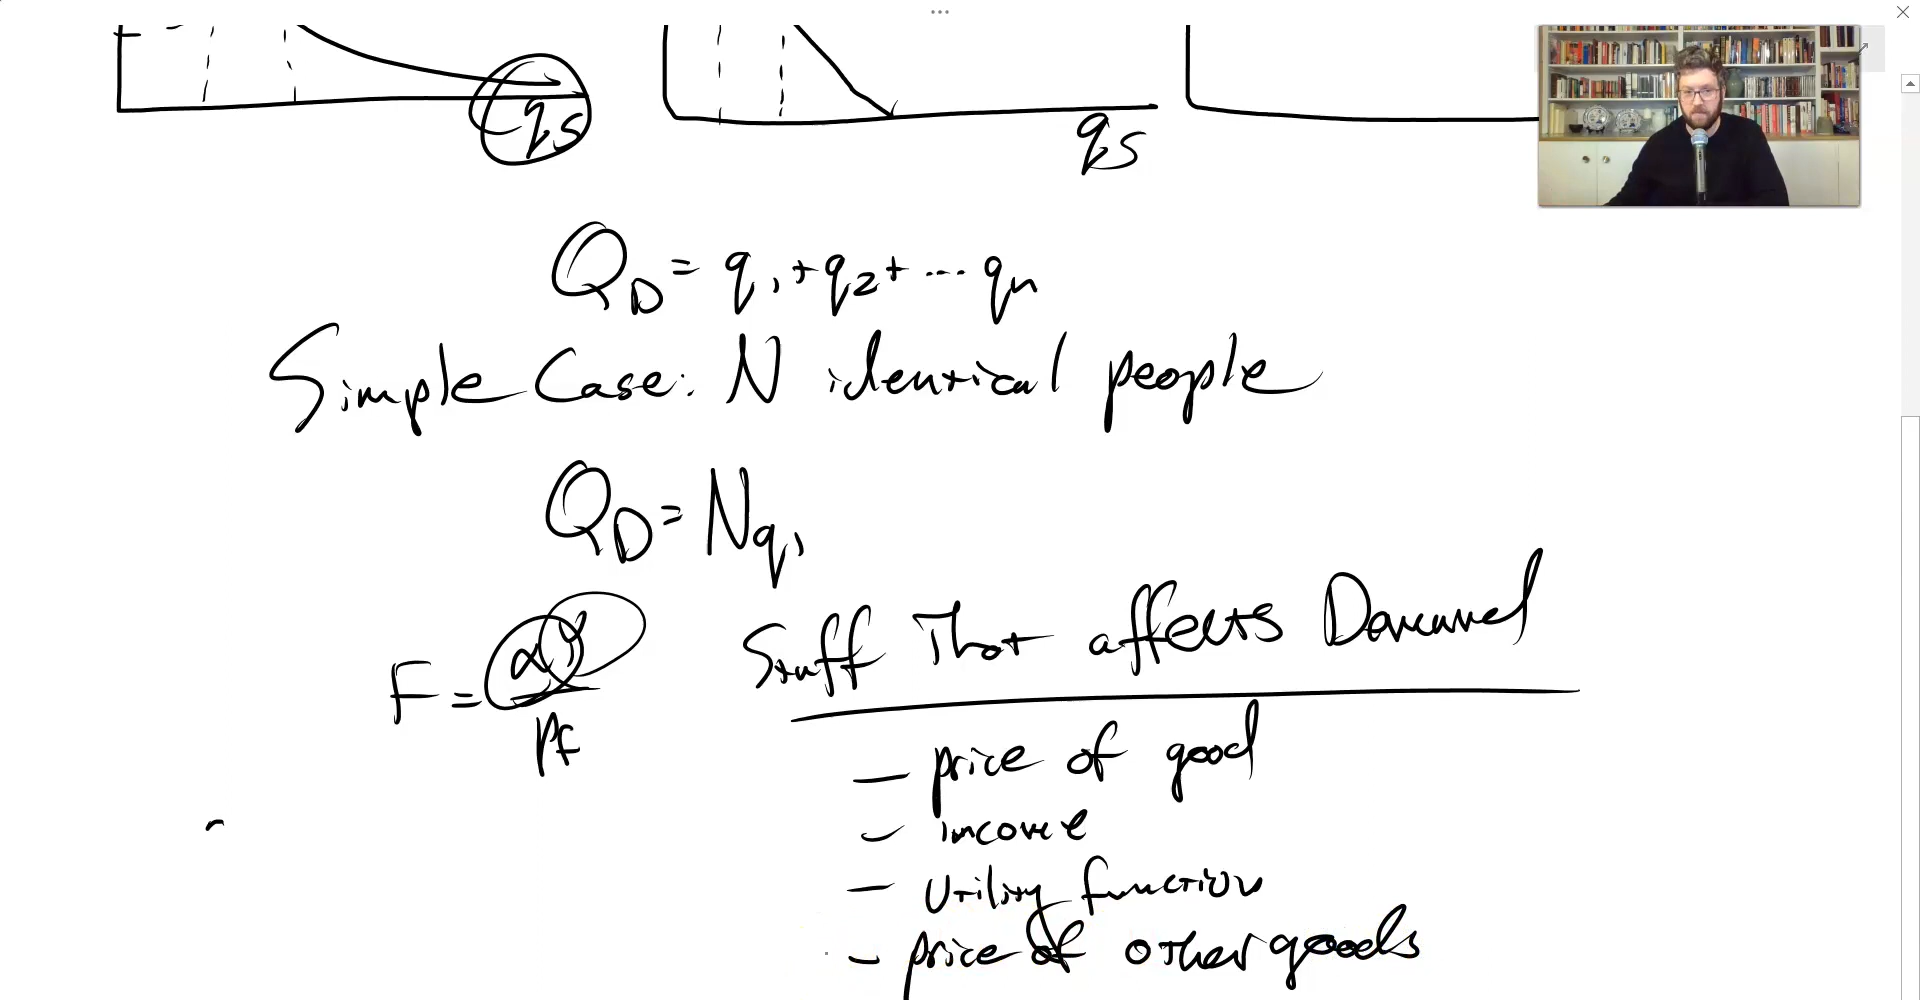 qs
qs
QD = q1 + q2 + ... qn
Simple Case: N identical people
QD = Nq1
F = αY
Pf
Stuff That affects Demand
— price of good
— income
— Utility function
— price of other goods